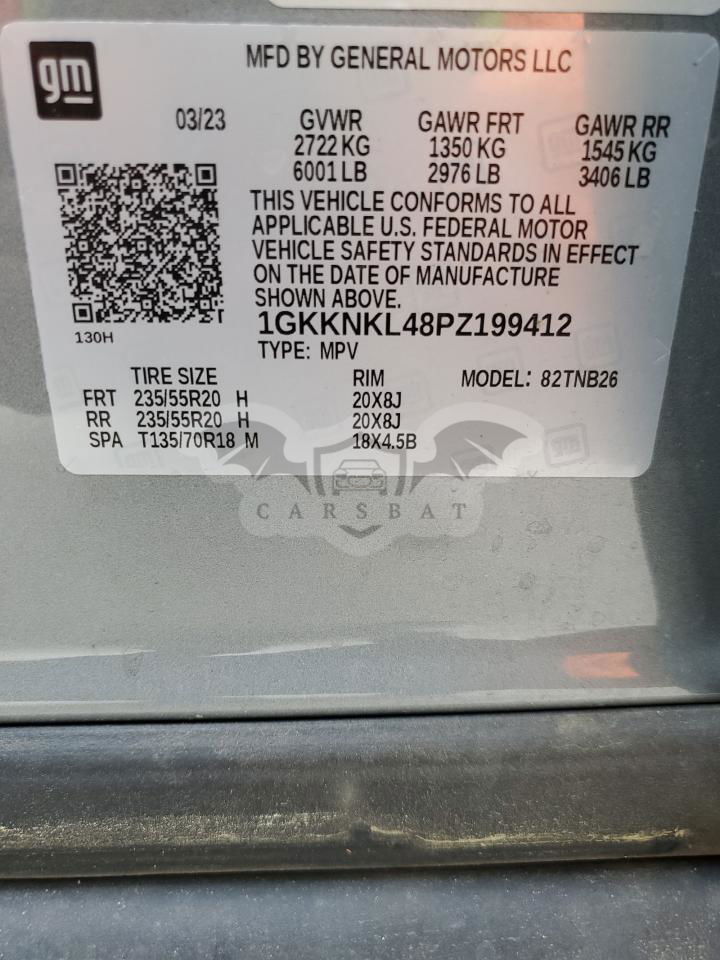 gm
MFD BY GENERAL MOTORS LLC
03/23 GVWR GAWR FRT GAWR RR
2722 KG 1350 KG 1545 KG
6001 LB 2976 LB 3406 LB
THIS VEHICLE CONFORMS TO ALL
APPLICABLE U.S. FEDERAL MOTOR
VEHICLE SAFETY STANDARDS IN EFFECT
ON THE DATE OF MANUFACTURE
SHOWN ABOVE.
130H
1GKKNKL48PZ199412
TYPE: MPV
TIRE SIZE RIM MODEL: 82TNB26
FRT 235/55R20 H 20X8J
RR 235/55R20 H 20X8J
SPA T135/70R18 M 18X4.5B
CARSBAT